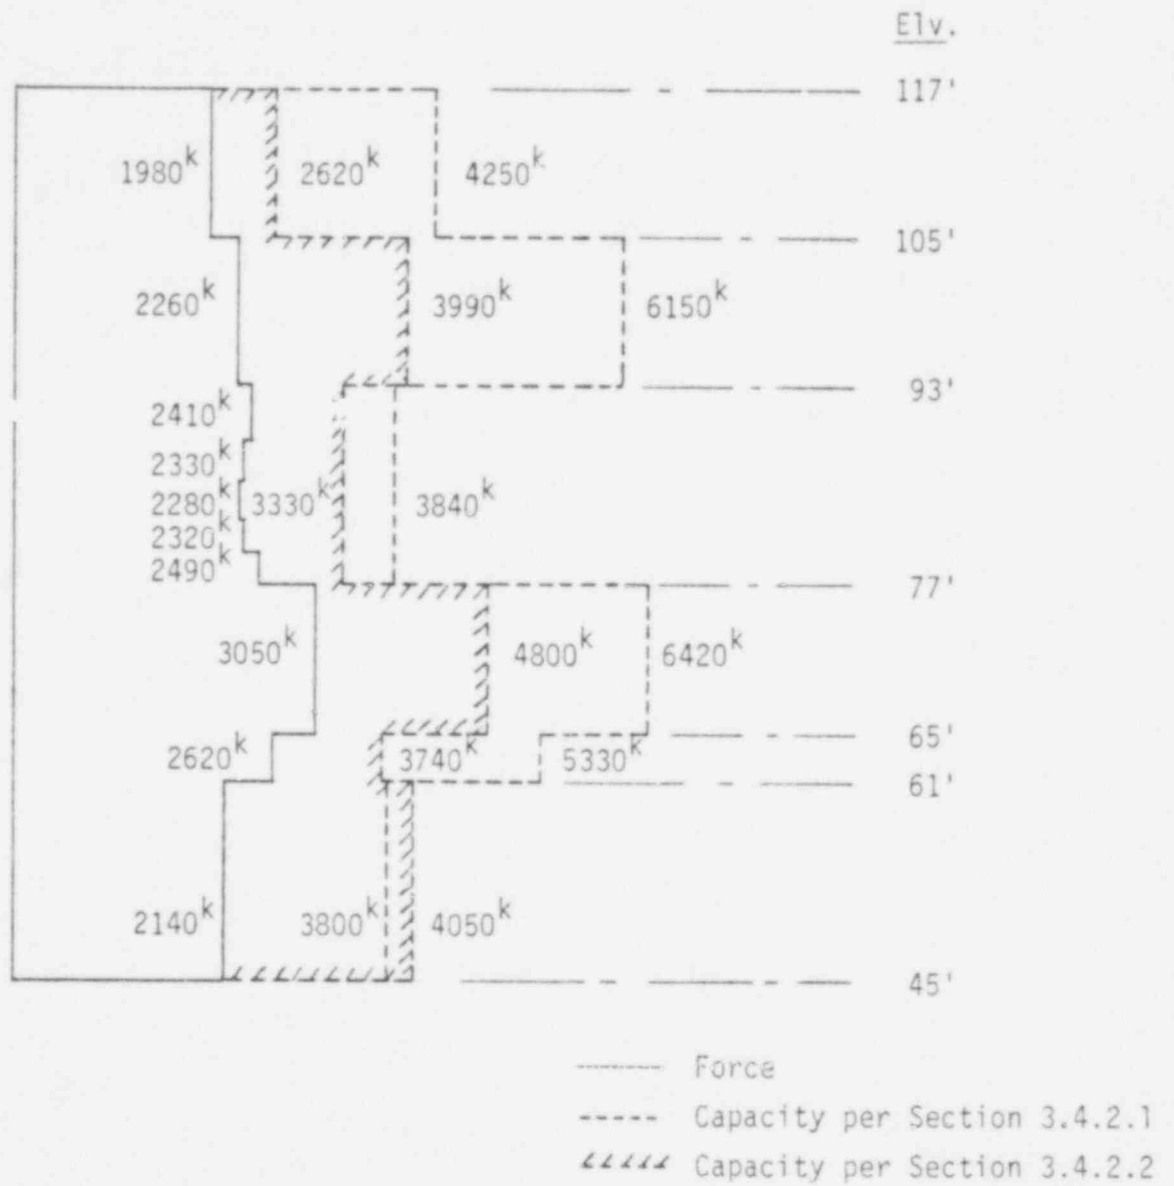 Elv.
117'
1980k 2620k 4250k
105'
2260k 3990k 6150k
93'
2410k
2330k
2280k 3330k 3840k
2320k
2490k
77'
3050k 4800k 6420k
65'
2620k 3740k 5330k
61'
2140k 3800k 4050k
45'
Force
Capacity per Section 3.4.2.1
Capacity per Section 3.4.2.2